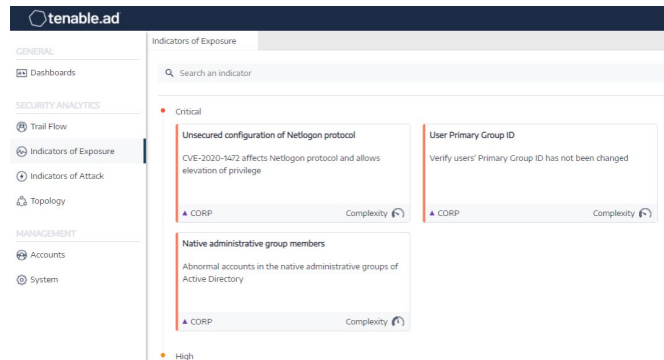 tenable.ad
Indicators of Exposure
GENERAL
Dashboards
Search an indicator
SECURITY ANALYTICS
Trail Flow
Indicators of Exposure
Indicators of Attack
Topology
MANAGEMENT
Accounts
System
Critical
Unsecured configuration of Netlogon protocol
CVE-2020-1472 affects Netlogon protocol and allows
elevation of privilege
CORP
Complexity
User Primary Group ID
Verify users' Primary Group ID has not been changed
CORP
Complexity
Native administrative group members
Abnormal accounts in the native administrative groups of
Active Directory
CORP
Complexity
High